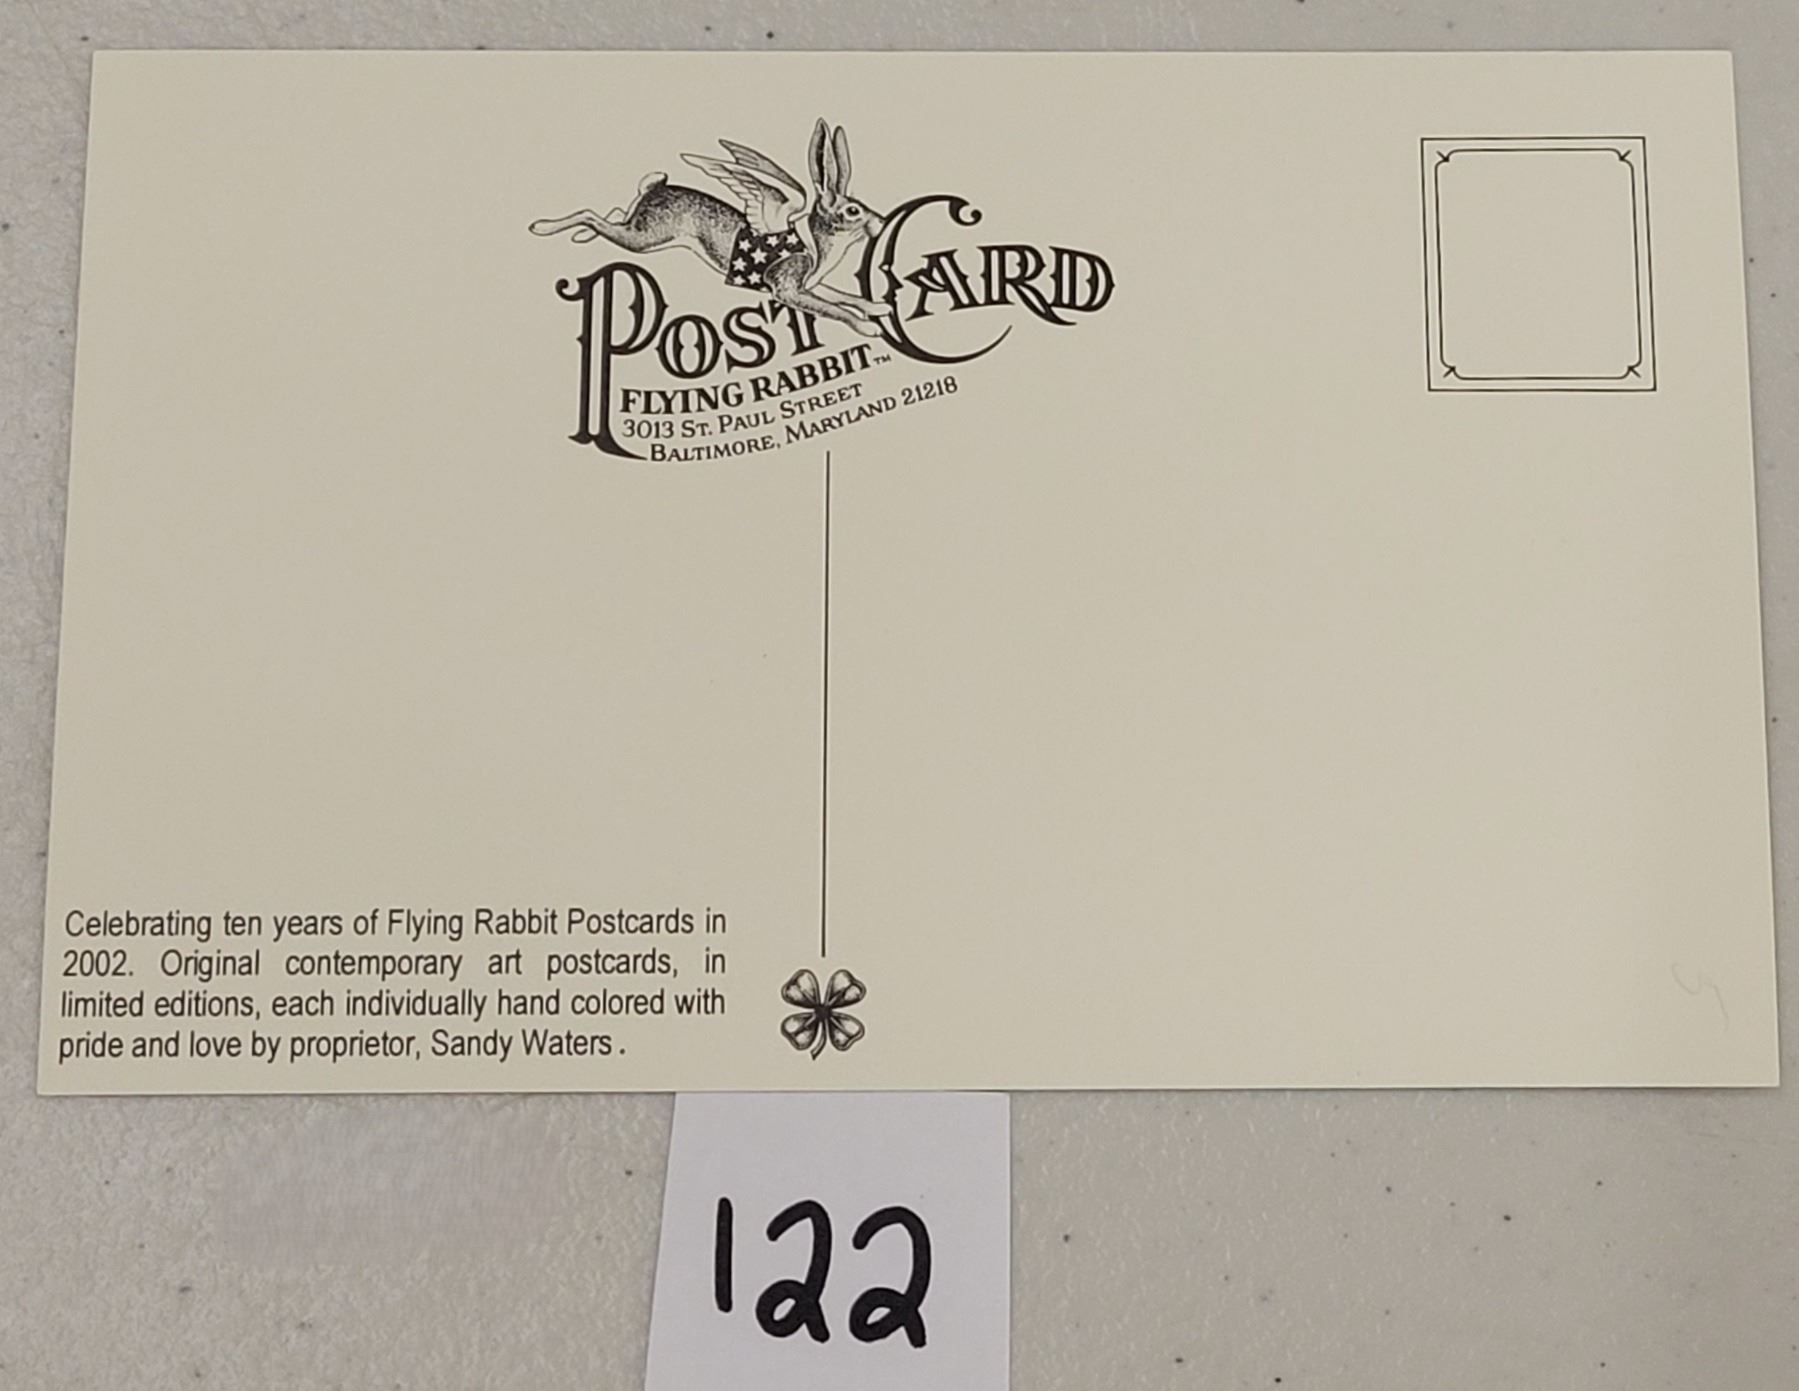 POST CARD
FLYING RABBIT™
3013 ST. PAUL STREET
BALTIMORE, MARYLAND 21218
Celebrating ten years of Flying Rabbit Postcards in
2002. Original contemporary art postcards, in
limited editions, each individually hand colored with
pride and love by proprietor, Sandy Waters.
122